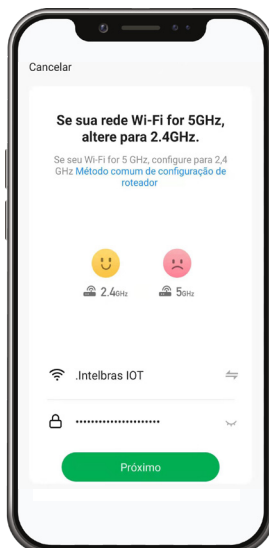 Cancelar
Se sua rede Wi-Fi for 5GHz,
altere para 2.4GHz.
Se seu Wi-Fi for 5 GHz, configure para 2,4
GHz Método comum de configuração de
roteador
2.4GHz 5GHz
.Intelbras IOT
••••••••••••••••••••••
Próximo